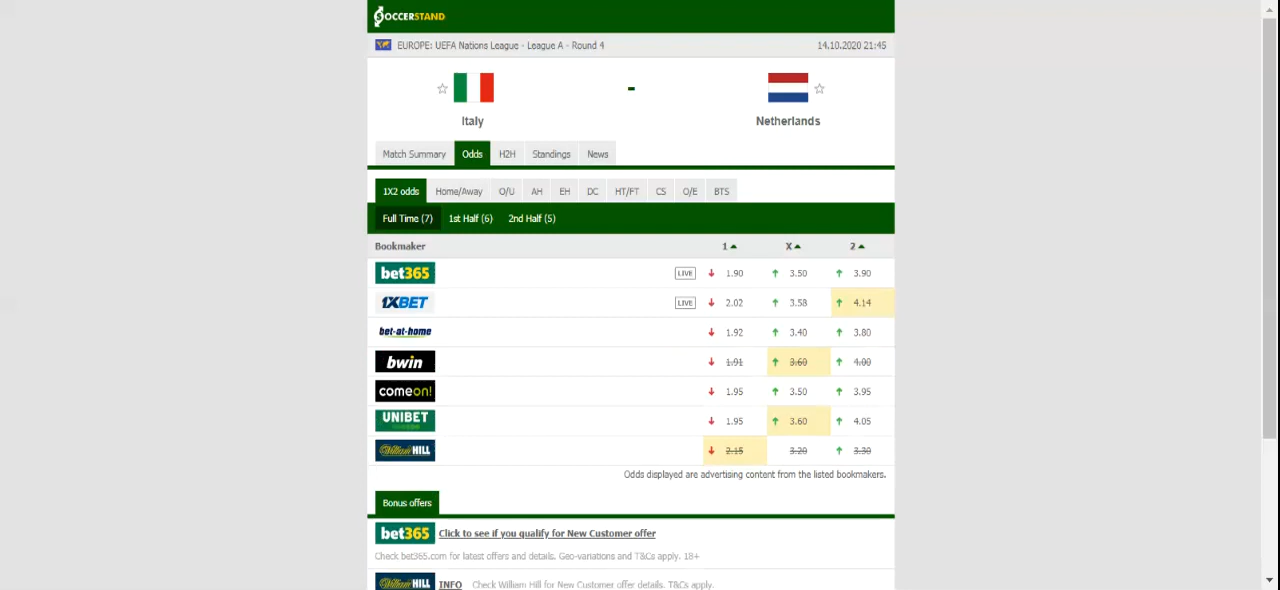 SOCCERSTAND
EUROPE: UEFA Nations League - League A - Round 4 14.10.2020 21:45
-
Italy Netherlands
Match Summary Odds H2H Standings News
1X2 odds Home/Away O/U AH EH DC HT/FT CS O/E BTS
Full Time (7) 1st Half (6) 2nd Half (5)
Bookmaker 1 X 2
bet365 LIVE 1.90 3.50 3.90
1XBET LIVE 2.02 3.58 4.14
bet-at-home 1.92 3.40 3.80
bwin 1.91 3.60 4.00
comeon! 1.95 3.50 3.95
UNIBET 1.95 3.60 4.05
William HILL 2.15 3.20 3.30
Odds displayed are advertising content from the listed bookmakers.
Bonus offers
bet365 Click to see if you qualify for New Customer offer
Check bet365.com for latest offers and details. Geo-variations and T&Cs apply. 18+
William HILL INFO Check William Hill for New Customer offer details. T&Cs apply.